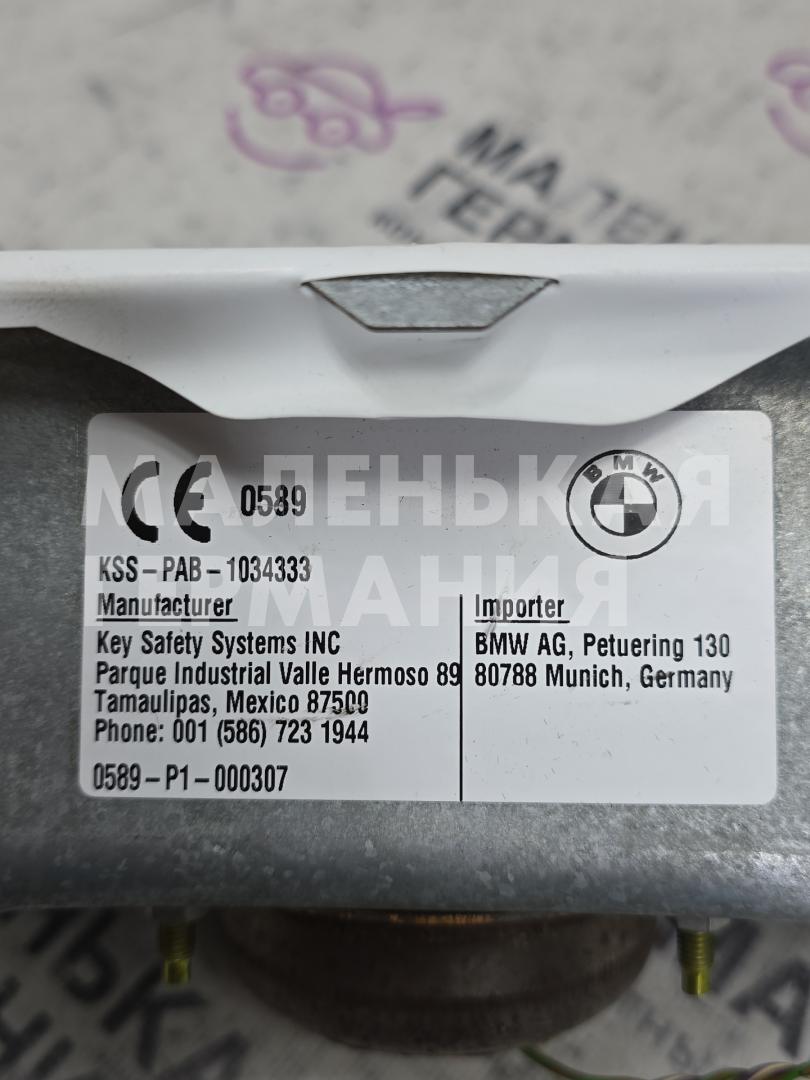 МАЛЕНЬКАЯ
ГЕРМАНИЯ
CE 0589
BMW
KSS-PAB-1034333
Manufacturer
Key Safety Systems INC
Parque Industrial Valle Hermoso 89
Tamaulipas, Mexico 87500
Phone: 001 (586) 723 1944
0589-P1-000307
Importer
BMW AG, Petuering 130
80788 Munich, Germany